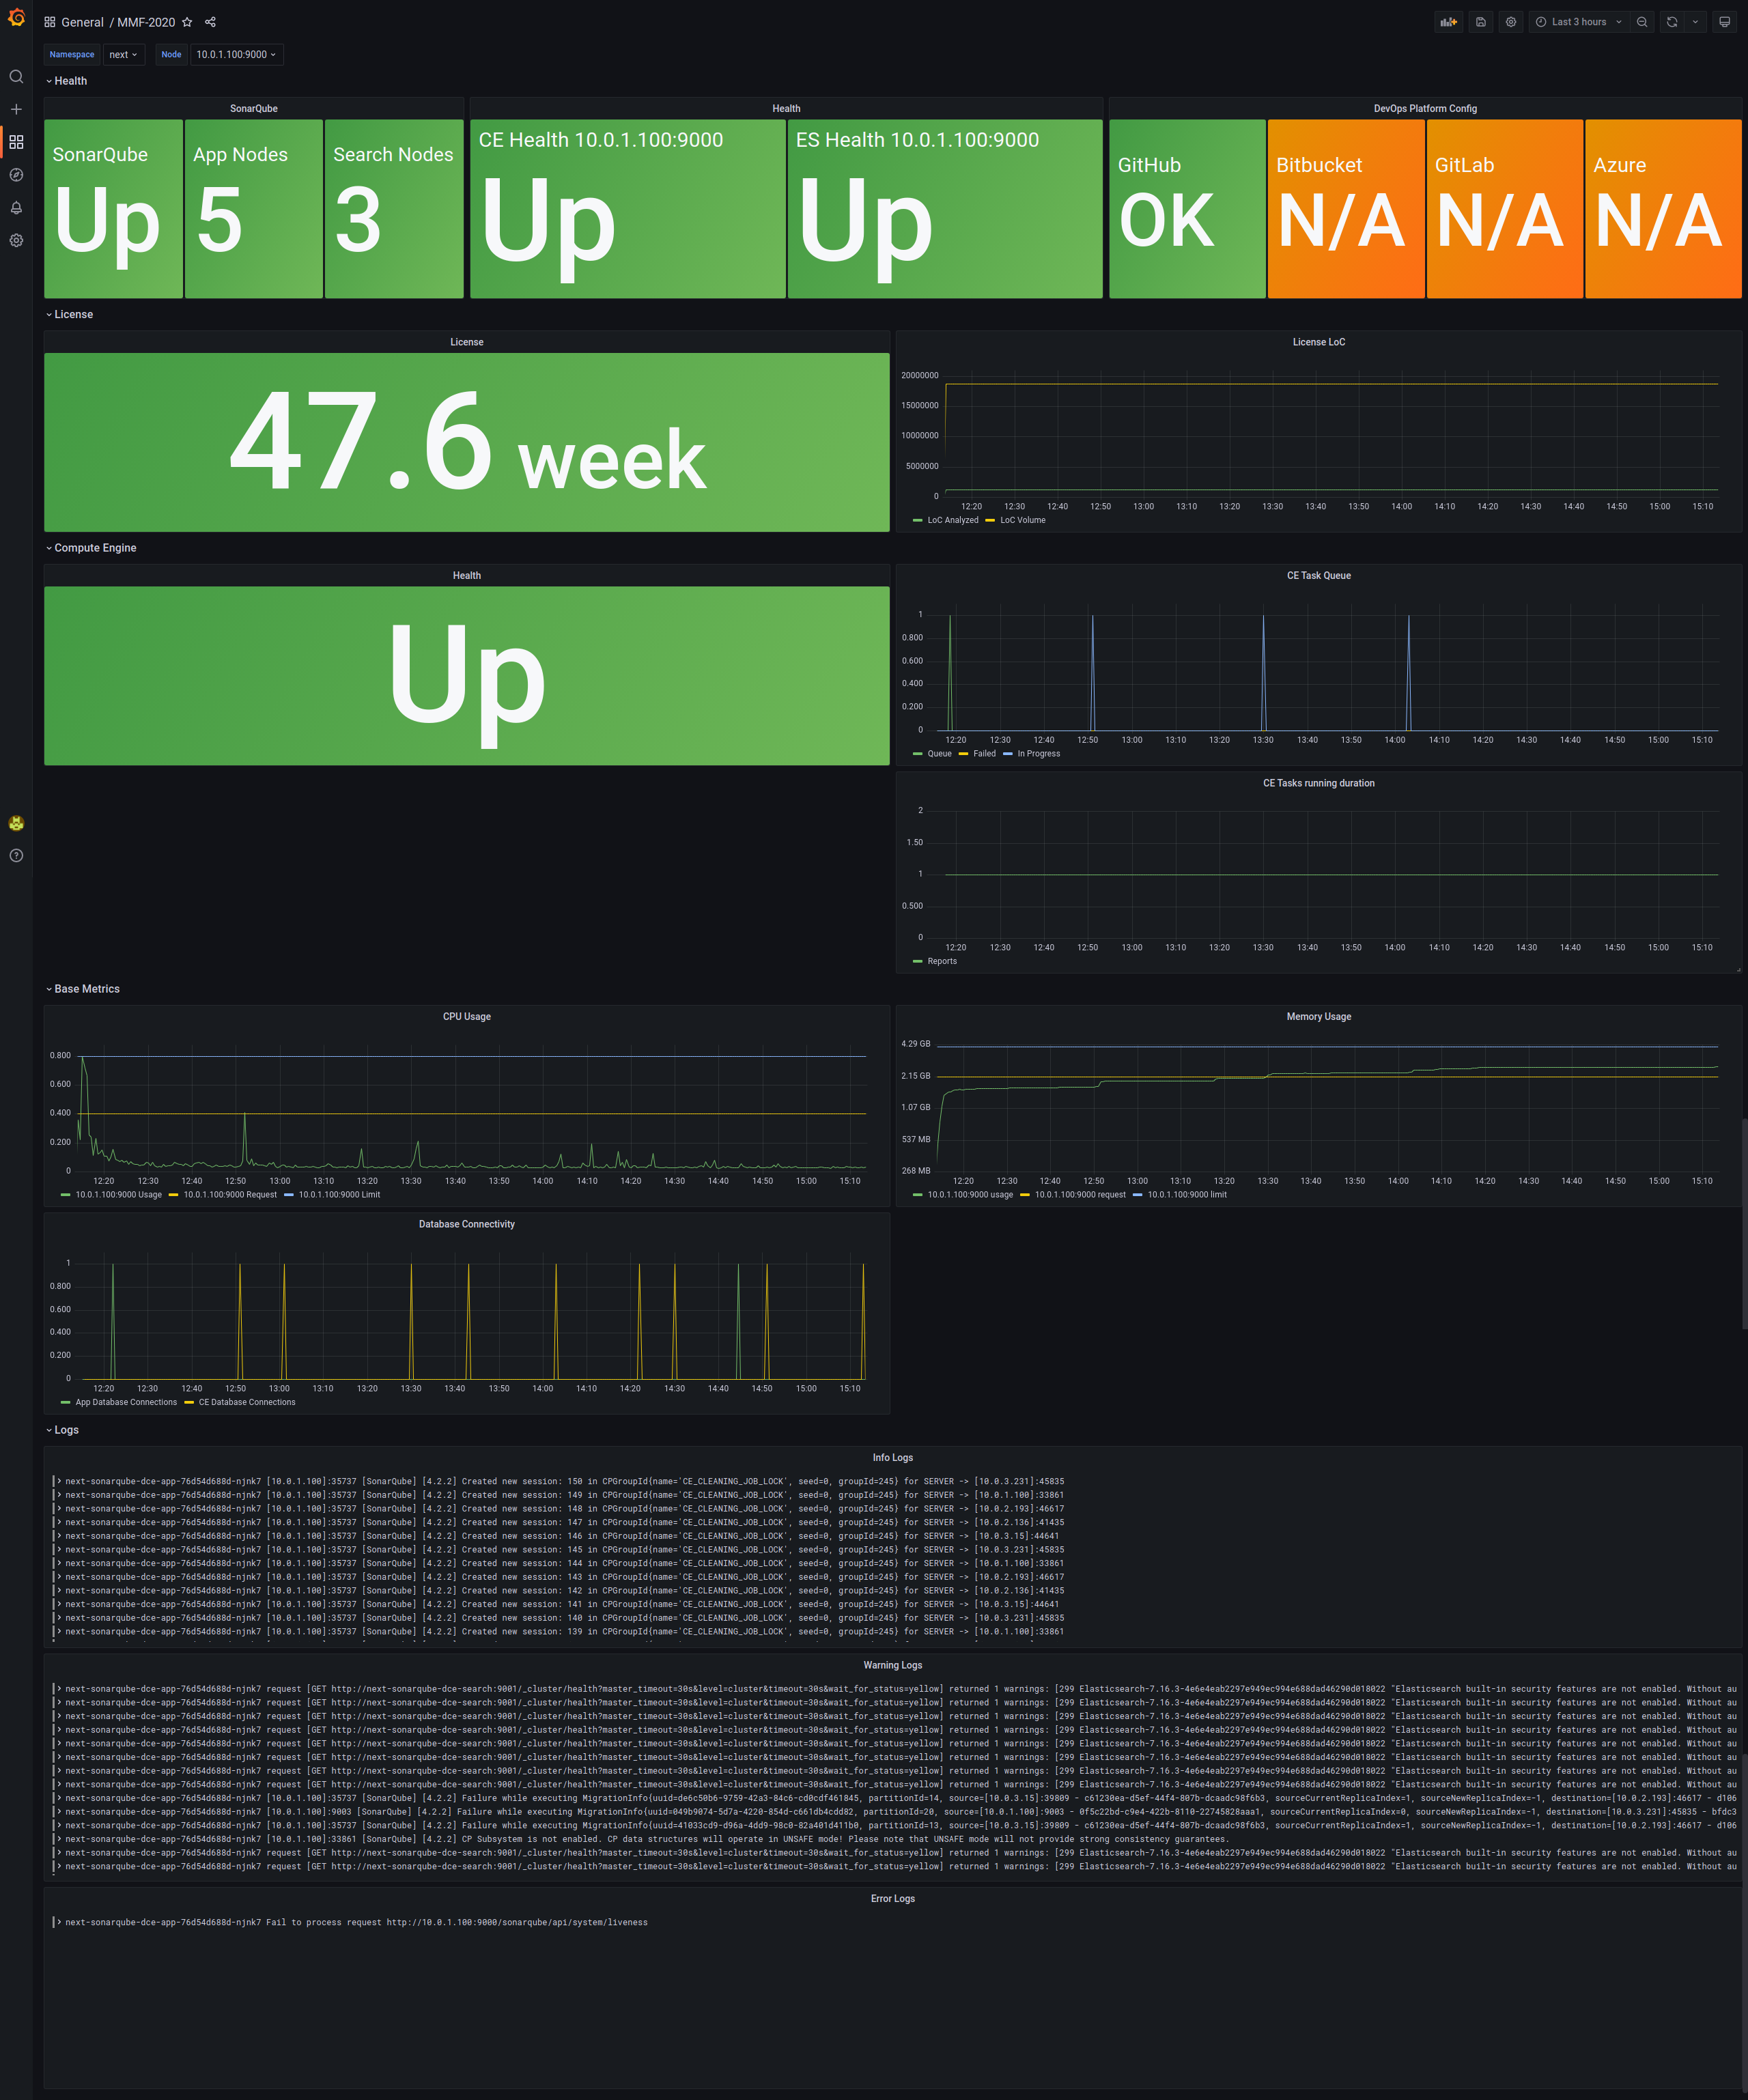 General / MMF-2020
Last 3 hours
Namespace next Node 10.0.1.100:9000
Health
SonarQube
SonarQube
Up
App Nodes
5
Search Nodes
3
Health
CE Health 10.0.1.100:9000
Up
ES Health 10.0.1.100:9000
Up
DevOps Platform Config
GitHub
OK
Bitbucket
N/A
GitLab
N/A
Azure
N/A
License
License
47.6 week
License LoC
20000000
15000000
10000000
5000000
0
12:20 12:30 12:40 12:50 13:00 13:10 13:20 13:30 13:40 13:50 14:00 14:10 14:20 14:30 14:40 14:50 15:00 15:10
LoC Analyzed LoC Volume
Compute Engine
Health
Up
CE Task Queue
1
0.800
0.600
0.400
0.200
0
12:20 12:30 12:40 12:50 13:00 13:10 13:20 13:30 13:40 13:50 14:00 14:10 14:20 14:30 14:40 14:50 15:00 15:10
Queue Failed In Progress
CE Tasks running duration
2
1.50
1
0.500
0
12:20 12:30 12:40 12:50 13:00 13:10 13:20 13:30 13:40 13:50 14:00 14:10 14:20 14:30 14:40 14:50 15:00 15:10
Reports
Base Metrics
CPU Usage
0.800
0.600
0.400
0.200
0
12:20 12:30 12:40 12:50 13:00 13:10 13:20 13:30 13:40 13:50 14:00 14:10 14:20 14:30 14:40 14:50 15:00 15:10
10.0.1.100:9000 Usage 10.0.1.100:9000 Request 10.0.1.100:9000 Limit
Memory Usage
4.29 GB
2.15 GB
1.07 GB
537 MB
268 MB
12:20 12:30 12:40 12:50 13:00 13:10 13:20 13:30 13:40 13:50 14:00 14:10 14:20 14:30 14:40 14:50 15:00 15:10
10.0.1.100:9000 usage 10.0.1.100:9000 request 10.0.1.100:9000 limit
Database Connectivity
1
0.800
0.600
0.400
0.200
0
12:20 12:30 12:40 12:50 13:00 13:10 13:20 13:30 13:40 13:50 14:00 14:10 14:20 14:30 14:40 14:50 15:00 15:10
App Database Connections CE Database Connections
Logs
Info Logs
next-sonarqube-dce-app-76d54d688d-njnk7 [10.0.1.100]:35737 [SonarQube] [4.2.2] Created new session: 150 in CPGroupId{name='CE_CLEANING_JOB_LOCK', seed=0, groupId=245} for SERVER -> [10.0.3.231]:45835
next-sonarqube-dce-app-76d54d688d-njnk7 [10.0.1.100]:35737 [SonarQube] [4.2.2] Created new session: 149 in CPGroupId{name='CE_CLEANING_JOB_LOCK', seed=0, groupId=245} for SERVER -> [10.0.1.100]:33861
next-sonarqube-dce-app-76d54d688d-njnk7 [10.0.1.100]:35737 [SonarQube] [4.2.2] Created new session: 148 in CPGroupId{name='CE_CLEANING_JOB_LOCK', seed=0, groupId=245} for SERVER -> [10.0.2.193]:46617
next-sonarqube-dce-app-76d54d688d-njnk7 [10.0.1.100]:35737 [SonarQube] [4.2.2] Created new session: 147 in CPGroupId{name='CE_CLEANING_JOB_LOCK', seed=0, groupId=245} for SERVER -> [10.0.2.136]:41435
next-sonarqube-dce-app-76d54d688d-njnk7 [10.0.1.100]:35737 [SonarQube] [4.2.2] Created new session: 146 in CPGroupId{name='CE_CLEANING_JOB_LOCK', seed=0, groupId=245} for SERVER -> [10.0.3.15]:44641
next-sonarqube-dce-app-76d54d688d-njnk7 [10.0.1.100]:35737 [SonarQube] [4.2.2] Created new session: 145 in CPGroupId{name='CE_CLEANING_JOB_LOCK', seed=0, groupId=245} for SERVER -> [10.0.3.231]:45835
next-sonarqube-dce-app-76d54d688d-njnk7 [10.0.1.100]:35737 [SonarQube] [4.2.2] Created new session: 144 in CPGroupId{name='CE_CLEANING_JOB_LOCK', seed=0, groupId=245} for SERVER -> [10.0.1.100]:33861
next-sonarqube-dce-app-76d54d688d-njnk7 [10.0.1.100]:35737 [SonarQube] [4.2.2] Created new session: 143 in CPGroupId{name='CE_CLEANING_JOB_LOCK', seed=0, groupId=245} for SERVER -> [10.0.2.193]:46617
next-sonarqube-dce-app-76d54d688d-njnk7 [10.0.1.100]:35737 [SonarQube] [4.2.2] Created new session: 142 in CPGroupId{name='CE_CLEANING_JOB_LOCK', seed=0, groupId=245} for SERVER -> [10.0.2.136]:41435
next-sonarqube-dce-app-76d54d688d-njnk7 [10.0.1.100]:35737 [SonarQube] [4.2.2] Created new session: 141 in CPGroupId{name='CE_CLEANING_JOB_LOCK', seed=0, groupId=245} for SERVER -> [10.0.3.15]:44641
next-sonarqube-dce-app-76d54d688d-njnk7 [10.0.1.100]:35737 [SonarQube] [4.2.2] Created new session: 140 in CPGroupId{name='CE_CLEANING_JOB_LOCK', seed=0, groupId=245} for SERVER -> [10.0.3.231]:45835
next-sonarqube-dce-app-76d54d688d-njnk7 [10.0.1.100]:35737 [SonarQube] [4.2.2] Created new session: 139 in CPGroupId{name='CE_CLEANING_JOB_LOCK', seed=0, groupId=245} for SERVER -> [10.0.1.100]:33861
Warning Logs
next-sonarqube-dce-app-76d54d688d-njnk7 request [GET http://next-sonarqube-dce-search:9001/_cluster/health?master_timeout=30s&level=cluster&timeout=30s&wait_for_status=yellow] returned 1 warnings: [299 Elasticsearch-7.16.3-4e6e4eab2297e949ec994e688dad46290d018022 "Elasticsearch built-in security features are not enabled. Without au
next-sonarqube-dce-app-76d54d688d-njnk7 request [GET http://next-sonarqube-dce-search:9001/_cluster/health?master_timeout=30s&level=cluster&timeout=30s&wait_for_status=yellow] returned 1 warnings: [299 Elasticsearch-7.16.3-4e6e4eab2297e949ec994e688dad46290d018022 "Elasticsearch built-in security features are not enabled. Without au
next-sonarqube-dce-app-76d54d688d-njnk7 request [GET http://next-sonarqube-dce-search:9001/_cluster/health?master_timeout=30s&level=cluster&timeout=30s&wait_for_status=yellow] returned 1 warnings: [299 Elasticsearch-7.16.3-4e6e4eab2297e949ec994e688dad46290d018022 "Elasticsearch built-in security features are not enabled. Without au
next-sonarqube-dce-app-76d54d688d-njnk7 request [GET http://next-sonarqube-dce-search:9001/_cluster/health?master_timeout=30s&level=cluster&timeout=30s&wait_for_status=yellow] returned 1 warnings: [299 Elasticsearch-7.16.3-4e6e4eab2297e949ec994e688dad46290d018022 "Elasticsearch built-in security features are not enabled. Without au
next-sonarqube-dce-app-76d54d688d-njnk7 request [GET http://next-sonarqube-dce-search:9001/_cluster/health?master_timeout=30s&level=cluster&timeout=30s&wait_for_status=yellow] returned 1 warnings: [299 Elasticsearch-7.16.3-4e6e4eab2297e949ec994e688dad46290d018022 "Elasticsearch built-in security features are not enabled. Without au
next-sonarqube-dce-app-76d54d688d-njnk7 request [GET http://next-sonarqube-dce-search:9001/_cluster/health?master_timeout=30s&level=cluster&timeout=30s&wait_for_status=yellow] returned 1 warnings: [299 Elasticsearch-7.16.3-4e6e4eab2297e949ec994e688dad46290d018022 "Elasticsearch built-in security features are not enabled. Without au
next-sonarqube-dce-app-76d54d688d-njnk7 request [GET http://next-sonarqube-dce-search:9001/_cluster/health?master_timeout=30s&level=cluster&timeout=30s&wait_for_status=yellow] returned 1 warnings: [299 Elasticsearch-7.16.3-4e6e4eab2297e949ec994e688dad46290d018022 "Elasticsearch built-in security features are not enabled. Without au
next-sonarqube-dce-app-76d54d688d-njnk7 request [GET http://next-sonarqube-dce-search:9001/_cluster/health?master_timeout=30s&level=cluster&timeout=30s&wait_for_status=yellow] returned 1 warnings: [299 Elasticsearch-7.16.3-4e6e4eab2297e949ec994e688dad46290d018022 "Elasticsearch built-in security features are not enabled. Without au
next-sonarqube-dce-app-76d54d688d-njnk7 [10.0.1.100]:35737 [SonarQube] [4.2.2] Failure while executing MigrationInfo{uuid=de6c50b6-9759-42a3-84c6-cd0cdf461845, partitionId=14, source=[10.0.3.15]:39809 - c61230ea-d5ef-44f4-807b-dcaadc98f6b3, sourceCurrentReplicaIndex=1, sourceNewReplicaIndex=-1, destination=[10.0.2.193]:46617 - d106
next-sonarqube-dce-app-76d54d688d-njnk7 [10.0.1.100]:9003 [SonarQube] [4.2.2] Failure while executing MigrationInfo{uuid=049b9074-5d7a-4220-854d-c661db4cdd82, partitionId=20, source=[10.0.1.100]:9003 - 0f5c22bd-c9e4-422b-8110-22745828aaa1, sourceCurrentReplicaIndex=0, sourceNewReplicaIndex=-1, destination=[10.0.3.231]:45835 - bfdc3
next-sonarqube-dce-app-76d54d688d-njnk7 [10.0.1.100]:35737 [SonarQube] [4.2.2] Failure while executing MigrationInfo{uuid=41033cd9-d96a-4dd9-98c0-82a401d411b0, partitionId=13, source=[10.0.3.15]:39809 - c61230ea-d5ef-44f4-807b-dcaadc98f6b3, sourceCurrentReplicaIndex=1, sourceNewReplicaIndex=-1, destination=[10.0.2.193]:46617 - d106
next-sonarqube-dce-app-76d54d688d-njnk7 [10.0.1.100]:33861 [SonarQube] [4.2.2] CP Subsystem is not enabled. CP data structures will operate in UNSAFE mode! Please note that UNSAFE mode will not provide strong consistency guarantees.
next-sonarqube-dce-app-76d54d688d-njnk7 request [GET http://next-sonarqube-dce-search:9001/_cluster/health?master_timeout=30s&level=cluster&timeout=30s&wait_for_status=yellow] returned 1 warnings: [299 Elasticsearch-7.16.3-4e6e4eab2297e949ec994e688dad46290d018022 "Elasticsearch built-in security features are not enabled. Without au
next-sonarqube-dce-app-76d54d688d-njnk7 request [GET http://next-sonarqube-dce-search:9001/_cluster/health?master_timeout=30s&level=cluster&timeout=30s&wait_for_status=yellow] returned 1 warnings: [299 Elasticsearch-7.16.3-4e6e4eab2297e949ec994e688dad46290d018022 "Elasticsearch built-in security features are not enabled. Without au
Error Logs
next-sonarqube-dce-app-76d54d688d-njnk7 Fail to process request http://10.0.1.100:9000/sonarqube/api/system/liveness